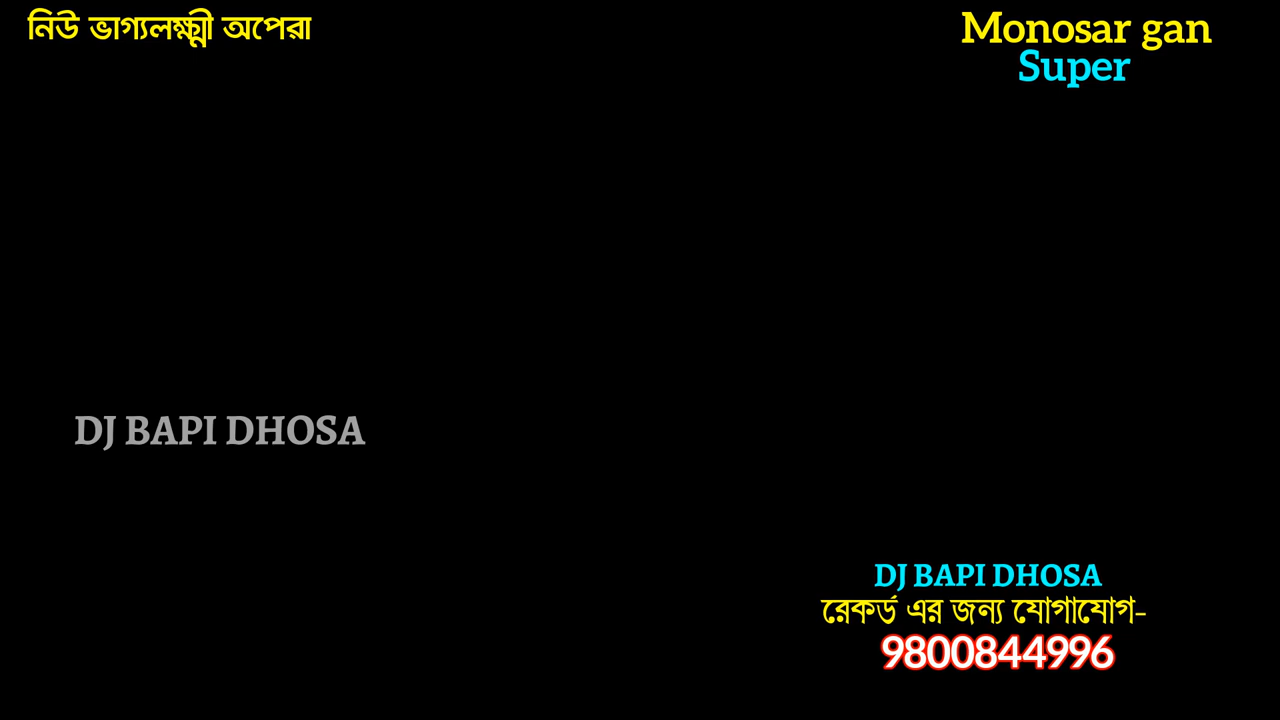 নিউ ভাগ্যলক্ষ্মী অপেরা
Monosar gan
Super
DJ BAPI DHOSA
DJ BAPI DHOSA
রেকর্ড এর জন্য যোগাযোগ-
9800844996